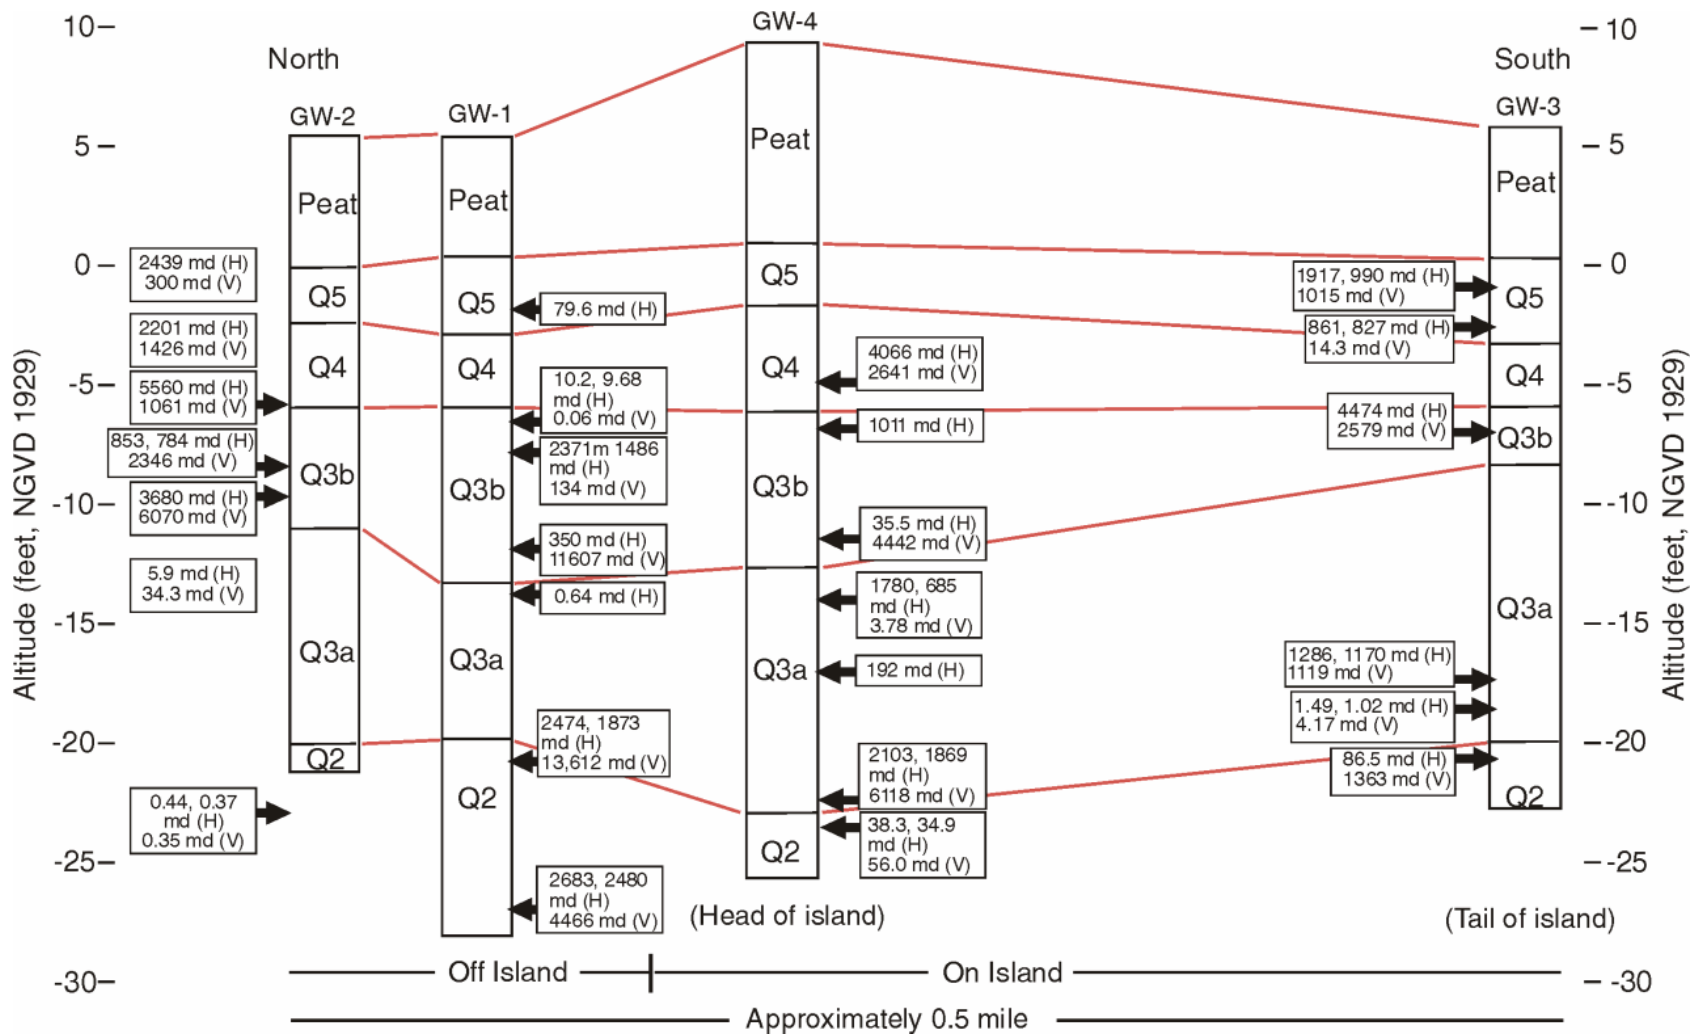 GW-4
10
10
North
South
GW-2
GW-1
GW-3
5
5
Peat
Peat
Peat
Peat
0
0
2439 md (H)
300 md (V)
Q5
Q5
Q5
Q5
79.6 md (H)
1917, 990 md (H)
1015 md (V)
2201 md (H)
1426 md (V)
861, 827 md (H)
14.3 md (V)
Q4
Q4
Q4
Q4
4066 md (H)
2641 md (V)
-5
-5
5560 md (H)
1061 md (V)
10.2, 9.68
md (H)
0.06 md (V)
1011 md (H)
4474 md (H)
2579 md (V)
853, 784 md (H)
2346 md (V)
2371m 1486
md (H)
134 md (V)
Q3b
Q3b
Q3b
Q3b
3680 md (H)
6070 md (V)
-10
-10
350 md (H)
11607 md (V)
35.5 md (H)
4442 md (V)
5.9 md (H)
34.3 md (V)
0.64 md (H)
1780, 685
md (H)
3.78 md (V)
-15
-15
Q3a
Q3a
Q3a
Q3a
192 md (H)
1286, 1170 md (H)
1119 md (V)
1.49, 1.02 md (H)
4.17 md (V)
-20
-20
2474, 1873
md (H)
13,612 md (V)
2103, 1869
md (H)
6118 md (V)
86.5 md (H)
1363 md (V)
Q2
Q2
Q2
Q2
0.44, 0.37
md (H)
0.35 md (V)
38.3, 34.9
md (H)
56.0 md (V)
-25
-25
2683, 2480
md (H)
4466 md (V)
(Head of island)
(Tail of island)
-30
-30
Off Island
On Island
Approximately 0.5 mile
Altitude (feet, NGVD 1929)
Altitude (feet, NGVD 1929)